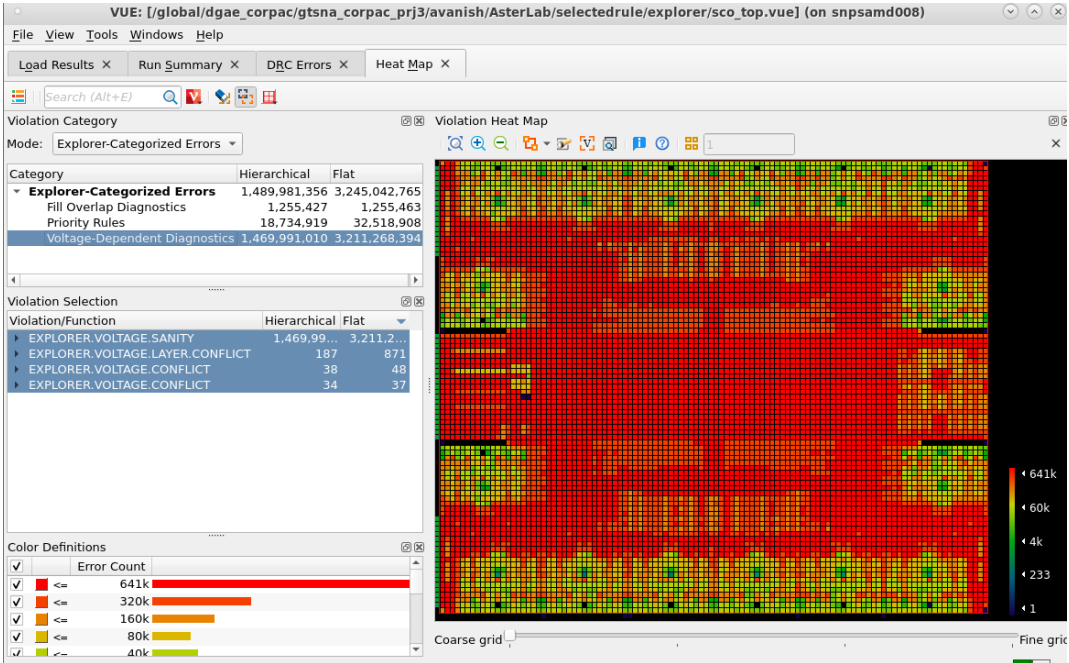 VUE: [/global/dgae_corpac/gtsna_corpac_prj3/avanish/AsterLab/selectedrule/explorer/sco_top.vue] (on snpsamd008)
File View Tools Windows Help
Load Results Run Summary DRC Errors Heat Map
Search (Alt+E)
Violation Category
Mode: Explorer-Categorized Errors
Category Hierarchical Flat
Explorer-Categorized Errors 1,489,981,356 3,245,042,765
Fill Overlap Diagnostics 1,255,427 1,255,463
Priority Rules 18,734,919 32,518,908
Voltage-Dependent Diagnostics 1,469,991,010 3,211,268,394
Violation Selection
Violation/Function Hierarchical Flat
EXPLORER.VOLTAGE.SANITY 1,469,99... 3,211,2...
EXPLORER.VOLTAGE.LAYER.CONFLICT 187 871
EXPLORER.VOLTAGE.CONFLICT 38 48
EXPLORER.VOLTAGE.CONFLICT 34 37
Color Definitions
Error Count
<= 641k
<= 320k
<= 160k
<= 80k
<= 40k
Violation Heat Map
1
641k
60k
4k
233
1
Coarse grid Fine grid